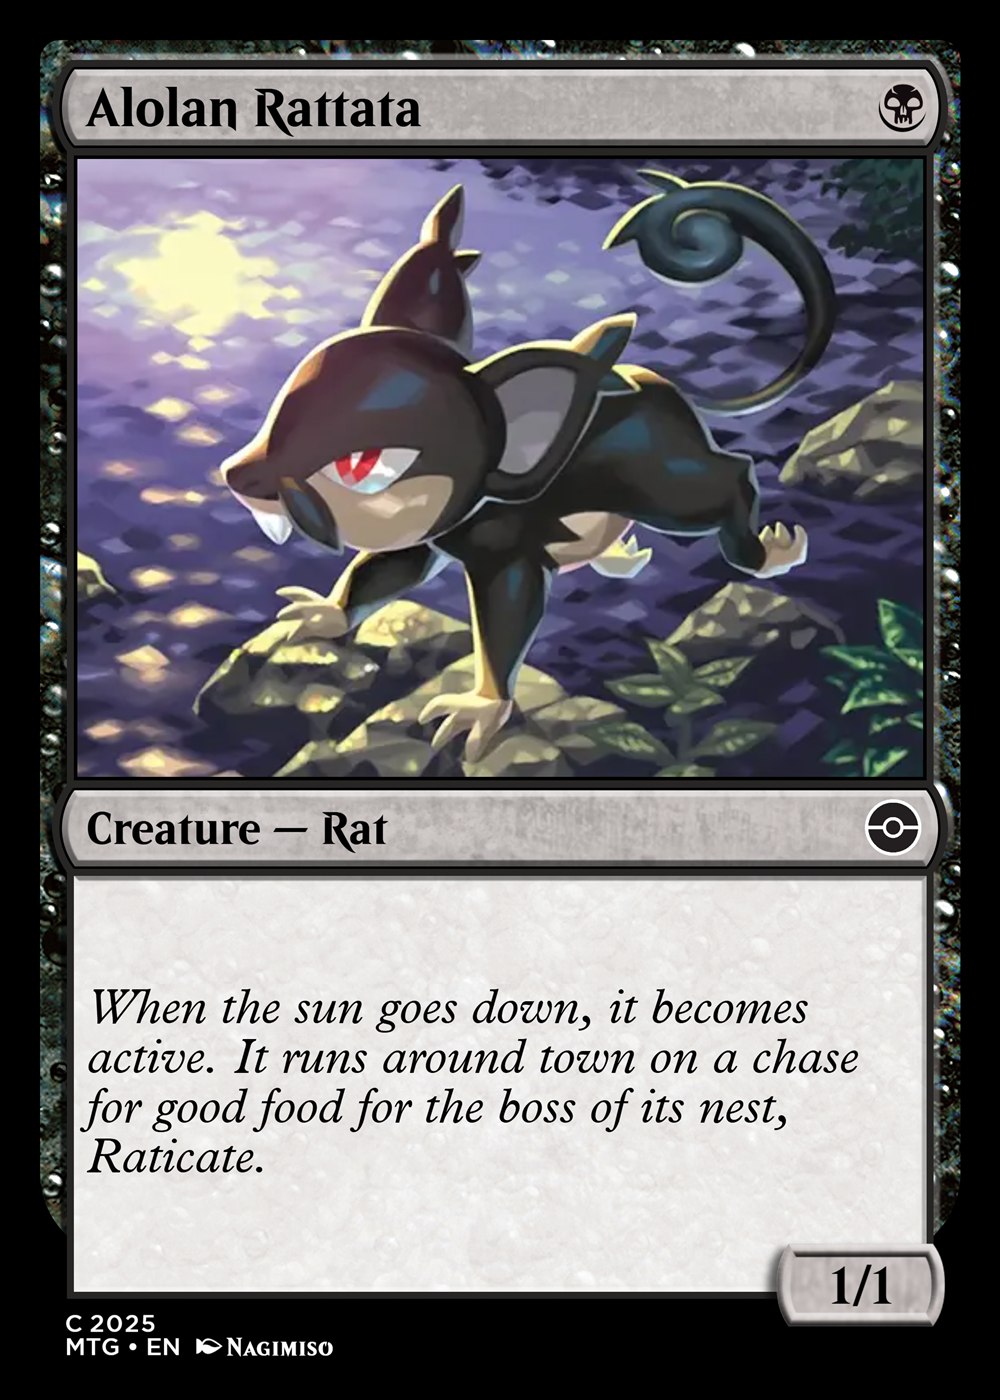 Alolan Rattata
Creature — Rat
When the sun goes down, it becomes
active. It runs around town on a chase
for good food for the boss of its nest,
Raticate.
1/1
C 2025
MTG • EN Nagimiso